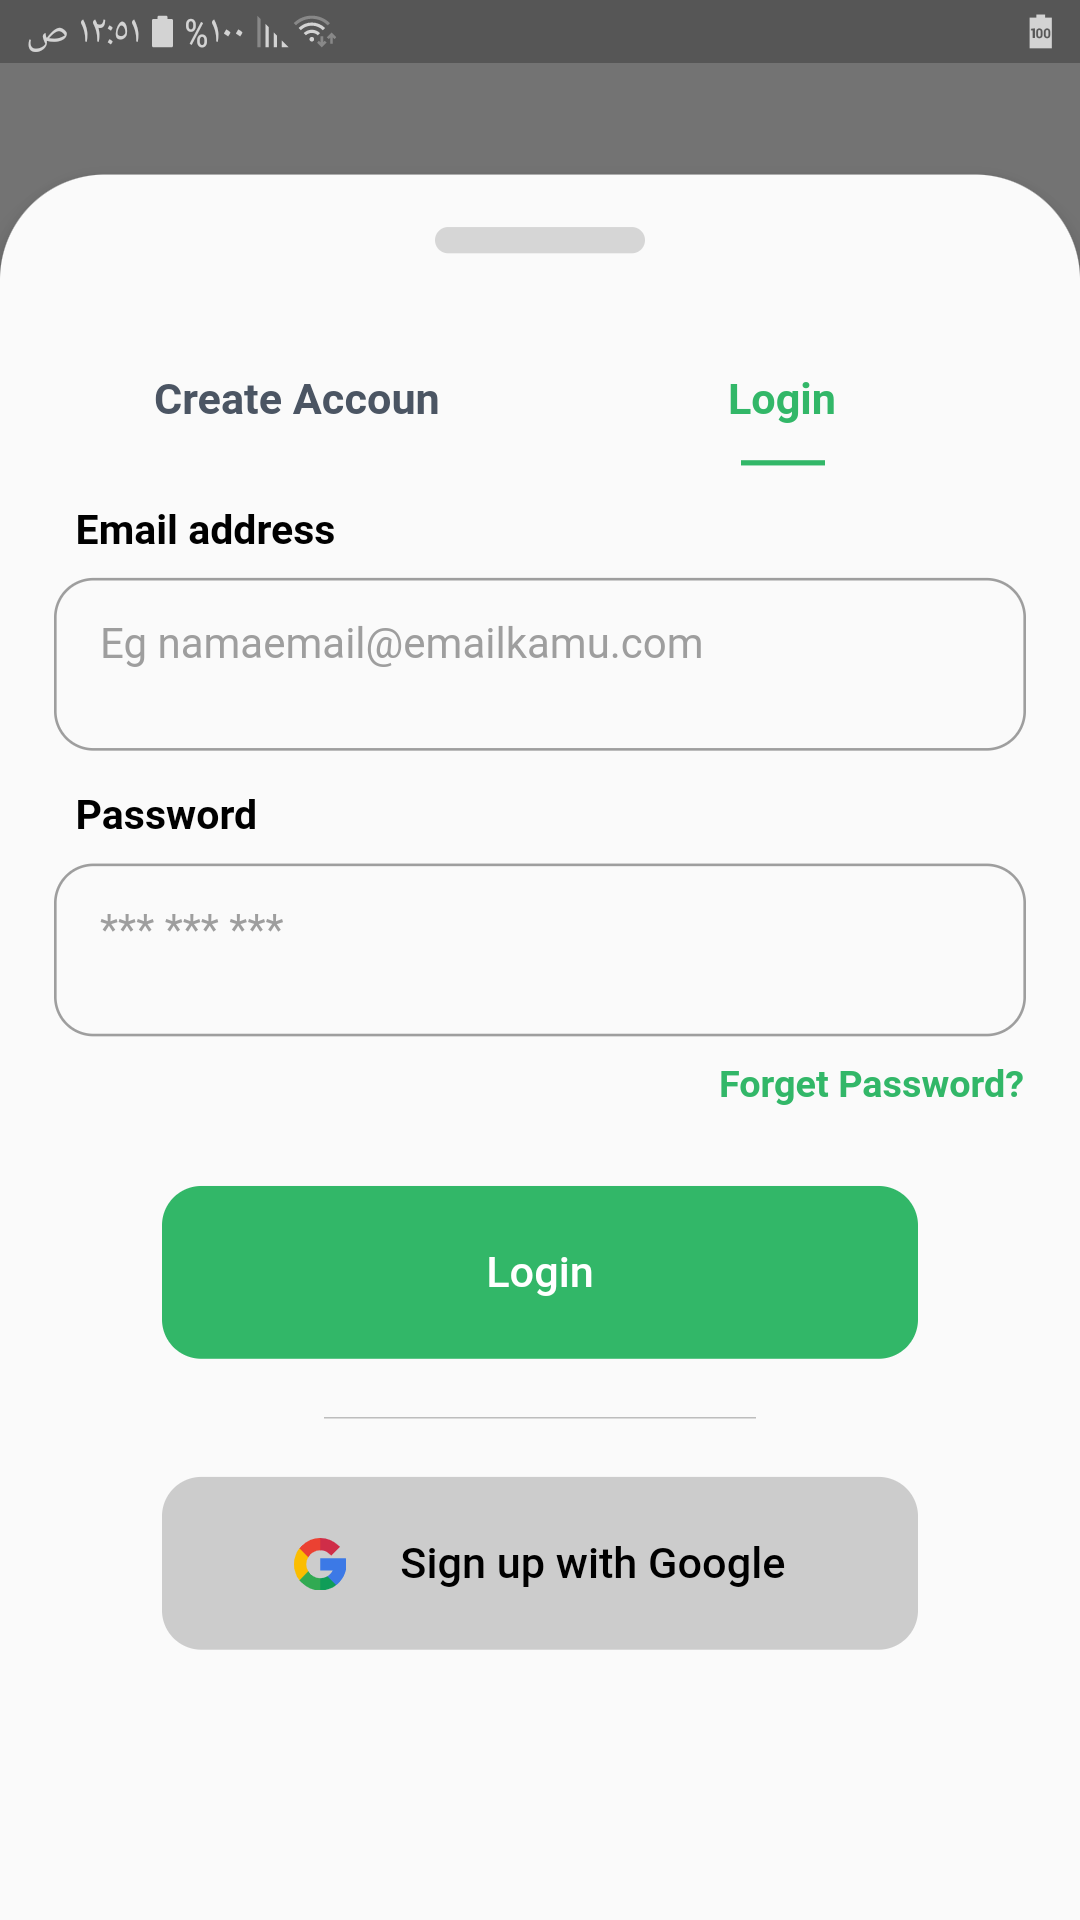 ١٢:٥١ ص %١٠٠
100
Create Accoun
Login
Email address
Eg namaemail@emailkamu.com
Password
*** *** ***
Forget Password?
Login
Sign up with Google